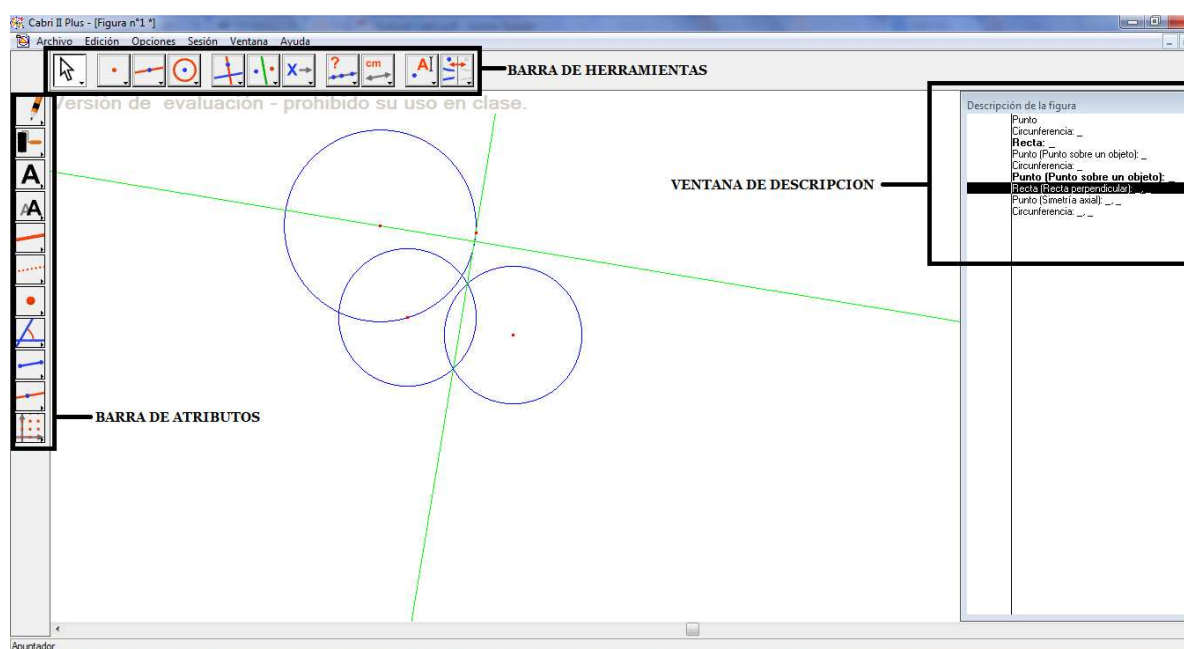 Cabri II Plus - [Figura n°1 *]
Archivo Edición Opciones Sesión Ventana Ayuda
? cm A X
BARRA DE HERRAMIENTAS
Versión de evaluación - prohibido su uso en clase.
Descripción de la figura
Punto
Circunferencia: _
Recta: _
Punto (Punto sobre un objeto): _
Circunferencia: _
Punto (Punto sobre un objeto): _
Recta (Recta perpendicular): _, _
Punto (Simetría axial): _, _
Circunferencia: _, _
VENTANA DE DESCRIPCION
A
AA
BARRA DE ATRIBUTOS
Apuntador